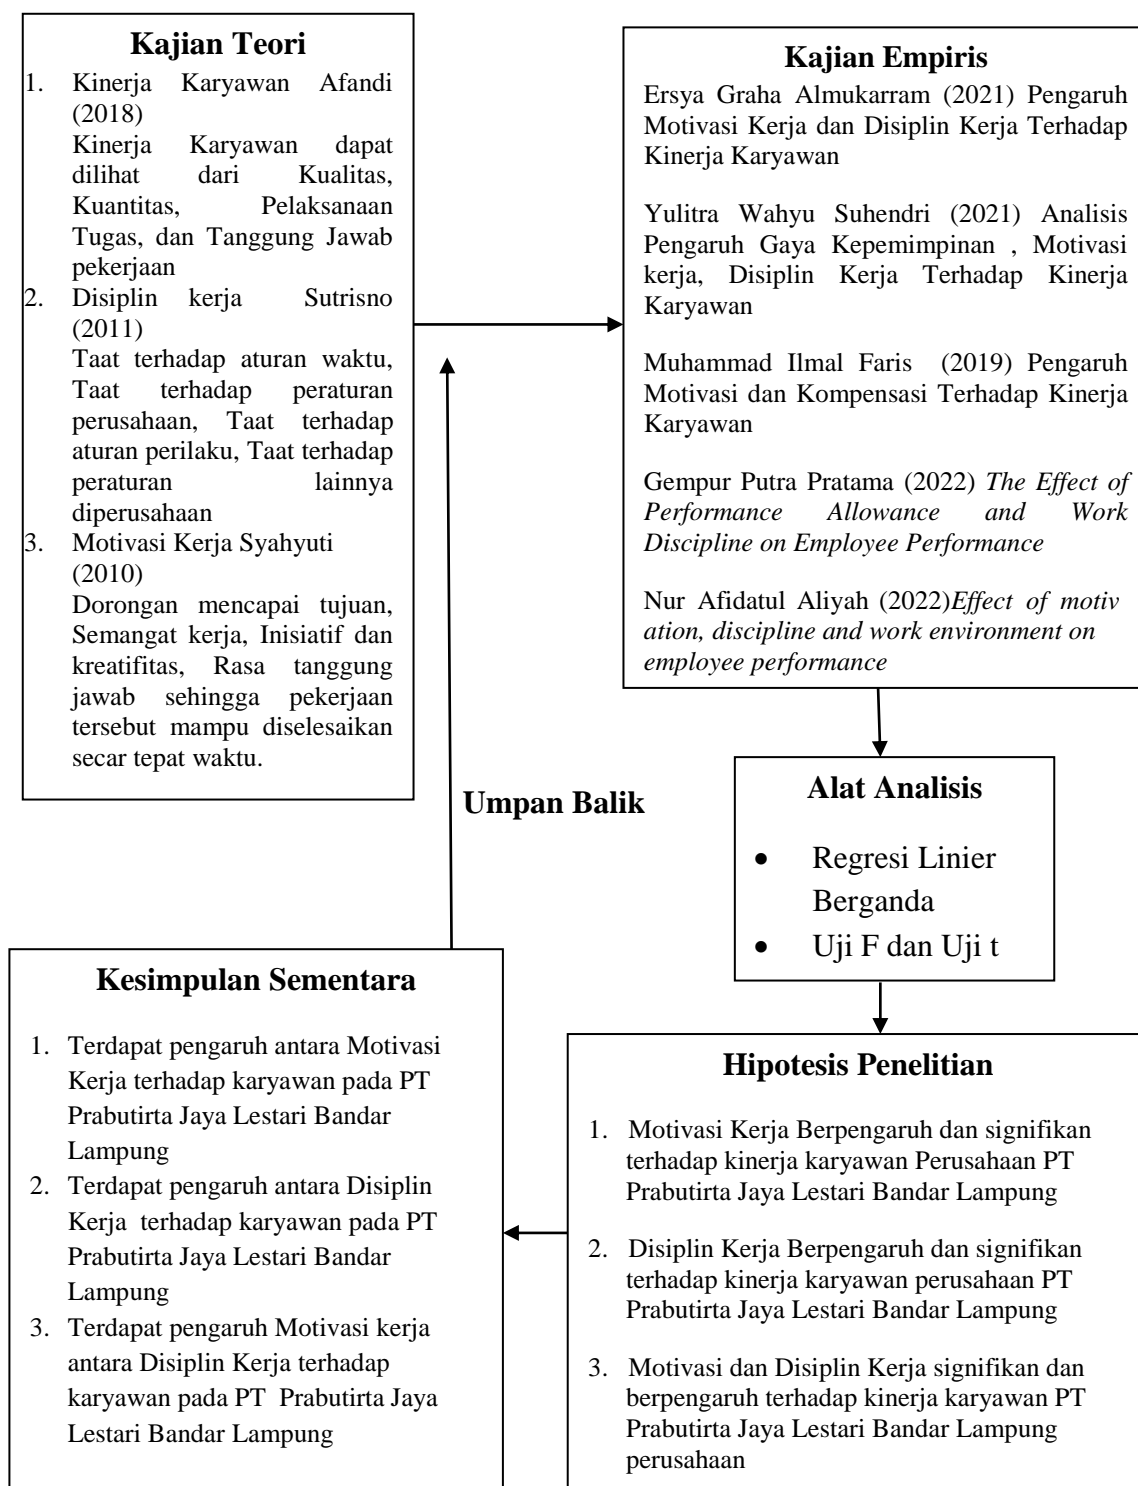 Kajian Teori
1. Kinerja Karyawan Afandi
(2018)
Kinerja Karyawan dapat
dilihat dari Kualitas,
Kuantitas, Pelaksanaan
Tugas, dan Tanggung Jawab
pekerjaan
2. Disiplin kerja Sutrisno
(2011)
Taat terhadap aturan waktu,
Taat terhadap peraturan
perusahaan, Taat terhadap
aturan perilaku, Taat terhadap
peraturan lainnya
diperusahaan
3. Motivasi Kerja Syahyuti
(2010)
Dorongan mencapai tujuan,
Semangat kerja, Inisiatif dan
kreatifitas, Rasa tanggung
jawab sehingga pekerjaan
tersebut mampu diselesaikan
secar tepat waktu.
Kajian Empiris
Ersya Graha Almukarram (2021) Pengaruh
Motivasi Kerja dan Disiplin Kerja Terhadap
Kinerja Karyawan
Yulitra Wahyu Suhendri (2021) Analisis
Pengaruh Gaya Kepemimpinan , Motivasi
kerja, Disiplin Kerja Terhadap Kinerja
Karyawan
Muhammad Ilmal Faris (2019) Pengaruh
Motivasi dan Kompensasi Terhadap Kinerja
Karyawan
Gempur Putra Pratama (2022) The Effect of
Performance Allowance and Work
Discipline on Employee Performance
Nur Afidatul Aliyah (2022)Effect of motiv
ation, discipline and work environment on
employee performance
Umpan Balik
Alat Analisis
• Regresi Linier
Berganda
• Uji F dan Uji t
Hipotesis Penelitian
1. Motivasi Kerja Berpengaruh dan signifikan
terhadap kinerja karyawan Perusahaan PT
Prabutirta Jaya Lestari Bandar Lampung
2. Disiplin Kerja Berpengaruh dan signifikan
terhadap kinerja karyawan perusahaan PT
Prabutirta Jaya Lestari Bandar Lampung
3. Motivasi dan Disiplin Kerja signifikan dan
berpengaruh terhadap kinerja karyawan PT
Prabutirta Jaya Lestari Bandar Lampung
perusahaan
Kesimpulan Sementara
1. Terdapat pengaruh antara Motivasi
Kerja terhadap karyawan pada PT
Prabutirta Jaya Lestari Bandar
Lampung
2. Terdapat pengaruh antara Disiplin
Kerja terhadap karyawan pada PT
Prabutirta Jaya Lestari Bandar
Lampung
3. Terdapat pengaruh Motivasi kerja
antara Disiplin Kerja terhadap
karyawan pada PT Prabutirta Jaya
Lestari Bandar Lampung